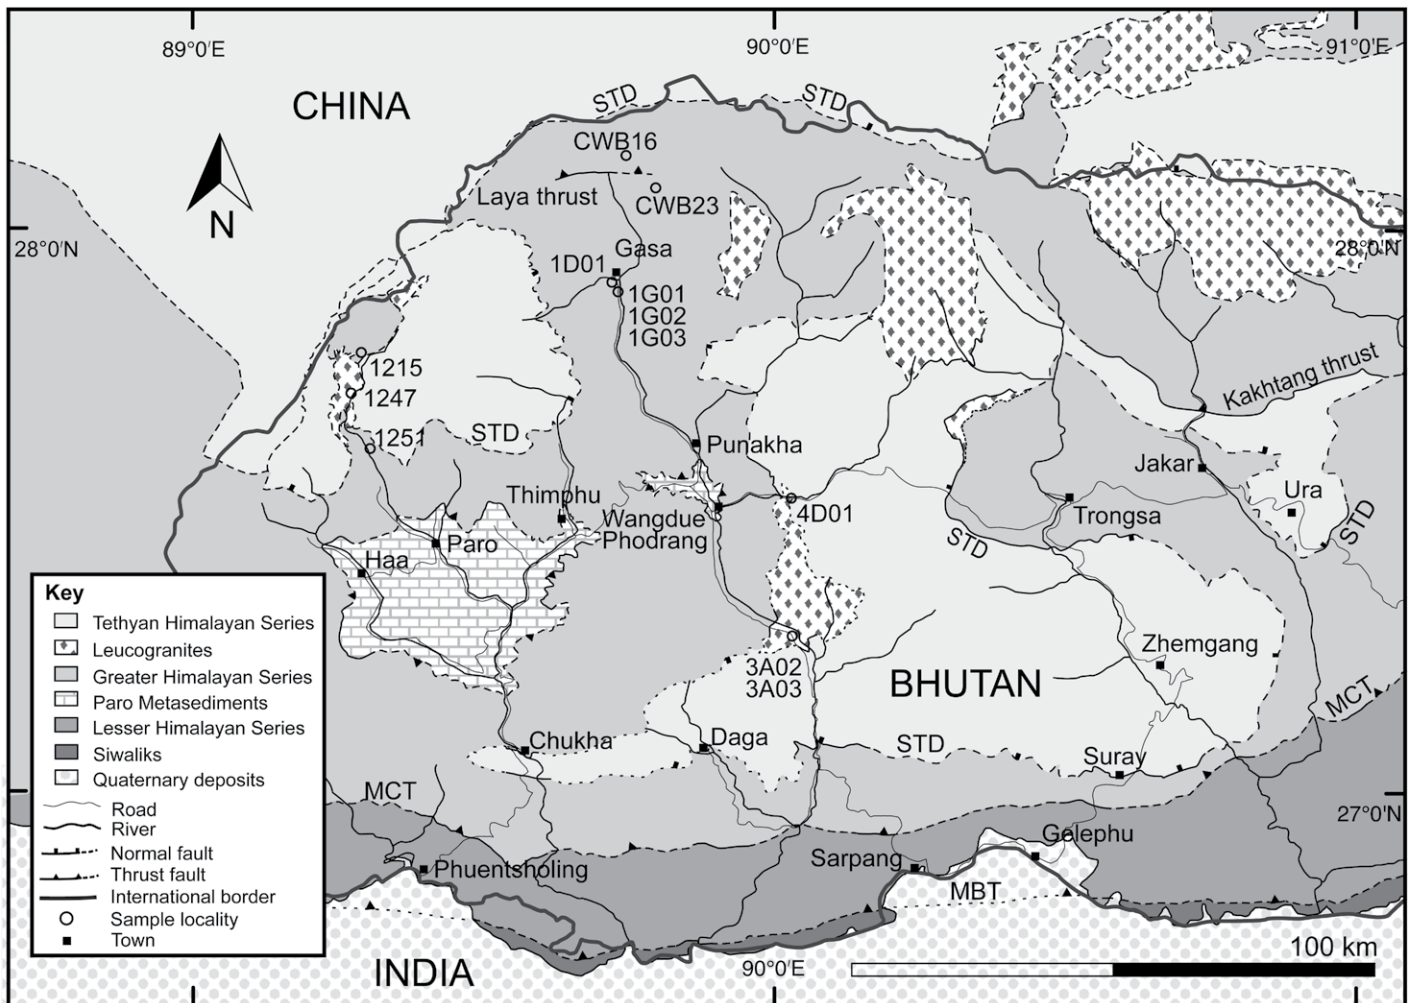 89°0'E
90°0'E
91°0'E
CHINA
STD
STD
CWB16
Laya thrust
CWB23
N
28°0'N
28°0'N
Gasa
1D01
1G01
1G02
1G03
1215
1247
1251
STD
Kakhtang thrust
Punakha
Jakar
Thimphu
Ura
4D01
Wangdue
Phodrang
Trongsa
STD
STD
Paro
Haa
Key
Tethyan Himalayan Series
Leucogranites
Greater Himalayan Series
Paro Metasediments
Lesser Himalayan Series
Siwaliks
Quaternary deposits
Road
River
Normal fault
Thrust fault
International border
Sample locality
Town
Zhemgang
3A02
3A03
BHUTAN
MCT
Chukha
Daga
STD
Suray
MCT
27°0'N
Gelephu
Sarpang
Phuentsholing
MBT
INDIA
90°0'E
100 km